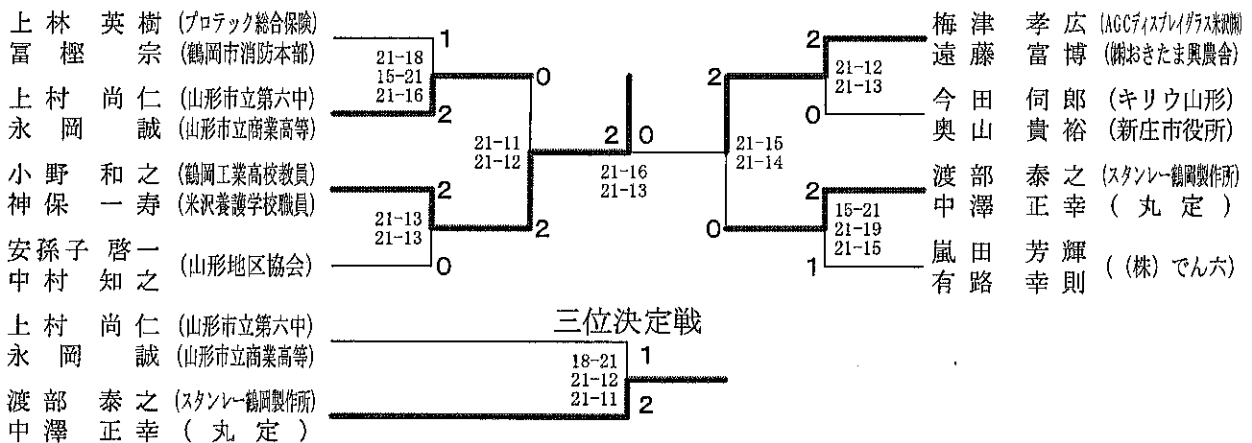 上林 英樹 (プロテック総合保険)
冨樫 宗 (鶴岡市消防本部)
上村 尚仁 (山形市立第六中)
永岡 誠 (山形市立商業高等)
小野 和之 (鶴岡工業高校教員)
神保 一寿 (米沢養護学校職員)
安孫子 啓一
中村 知之
(山形地区協会)
1
21-18
15-21
21-16
2
2
21-13
21-13
0
0
21-11
21-12
2
2 0
21-16
21-13
2
21-15
21-14
0
2
21-12
21-13
0
2
15-21
21-19
21-15
1
梅津 孝広 (AGCディスプレイグラス米沢㈱)
遠藤 富博 (㈱おきたま興農舎)
今田 伺郎 (キリウ山形)
奥山 貴裕 (新庄市役所)
渡部 泰之 (スタンレー鶴岡製作所)
中澤 正幸 (丸定)
嵐田 芳輝
有路 幸則
((株)でん六)
三位決定戦
上村 尚仁 (山形市立第六中)
永岡 誠 (山形市立商業高等)
渡部 泰之 (スタンレー鶴岡製作所)
中澤 正幸 (丸定)
1
18-21
21-12
21-11
2